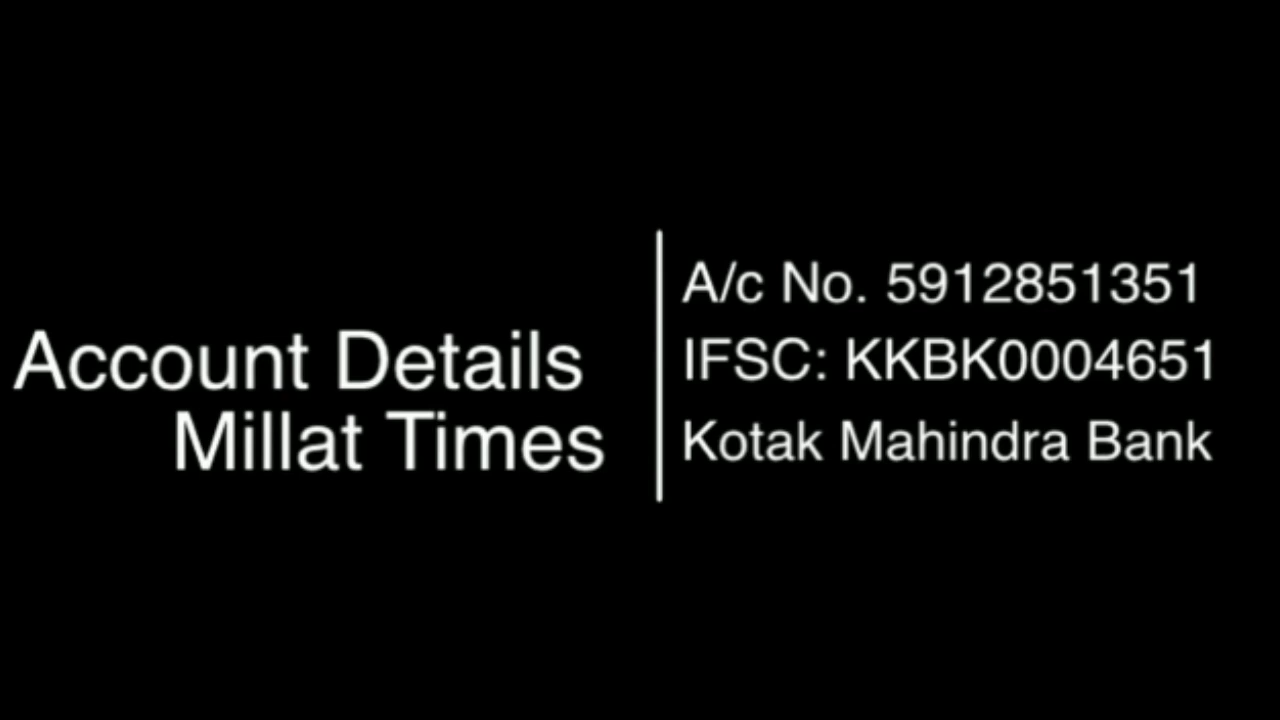 Account Details
Millat Times
A/c No. 5912851351
IFSC: KKBK0004651
Kotak Mahindra Bank